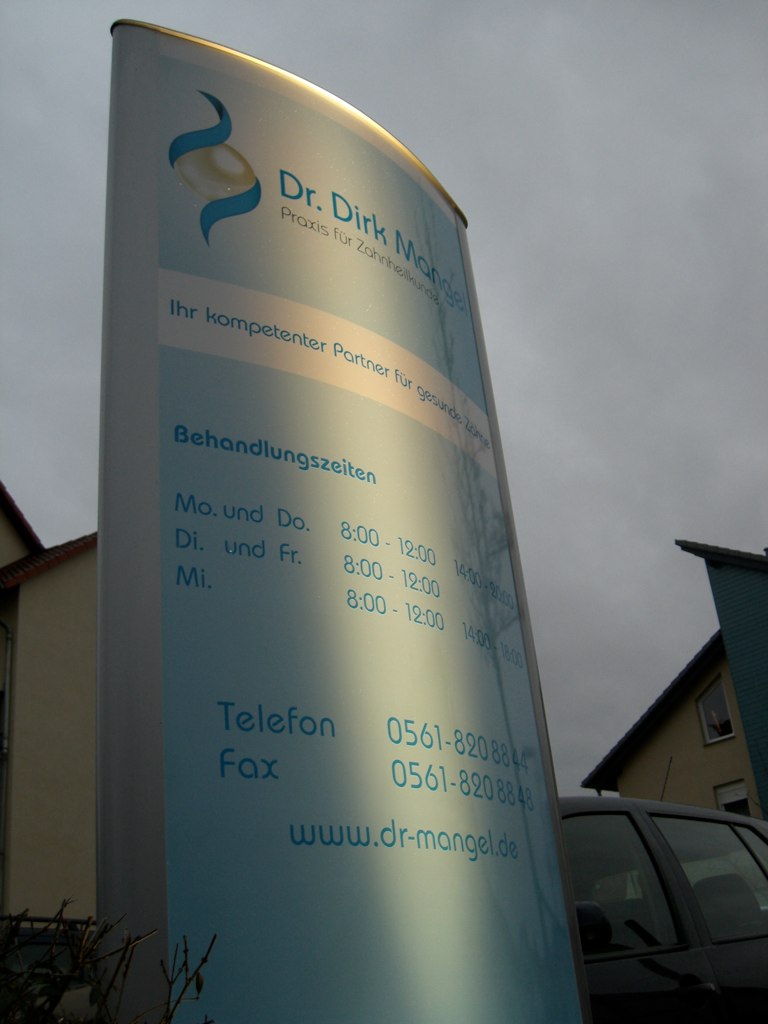 Dr. Dirk Mangel
Praxis für Zahnheilkunde
Ihr kompetenter Partner für gesunde Zähne
Behandlungszeiten
Mo. und Do. 8:00 - 12:00 14:00 - 20:00
Di. und Fr. 8:00 - 12:00
Mi. 8:00 - 12:00 14:00 - 18:00
Telefon 0561-820 88 44
Fax 0561-820 88 48
www.dr-mangel.de